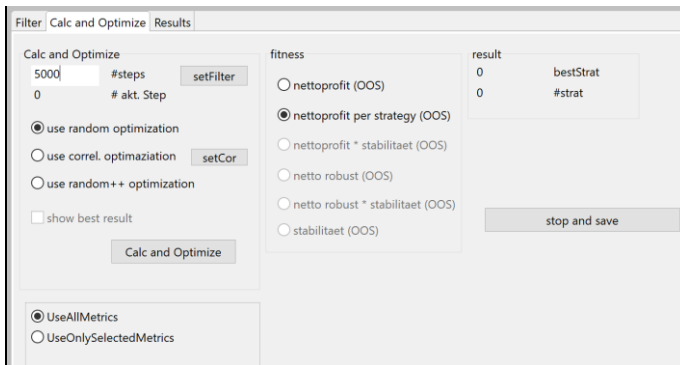 Filter Calc and Optimize Results
Calc and Optimize
5000 #steps setFilter
0 # akt. Step
use random optimization
use correl. optimaziation setCor
use random++ optimization
show best result
Calc and Optimize
UseAllMetrics
UseOnlySelectedMetrics
fitness
nettoprofit (OOS)
nettoprofit per strategy (OOS)
nettoprofit * stabilitaet (OOS)
netto robust (OOS)
netto robust * stabilitaet (OOS)
stabilitaet (OOS)
result
0 bestStrat
0 #strat
stop and save